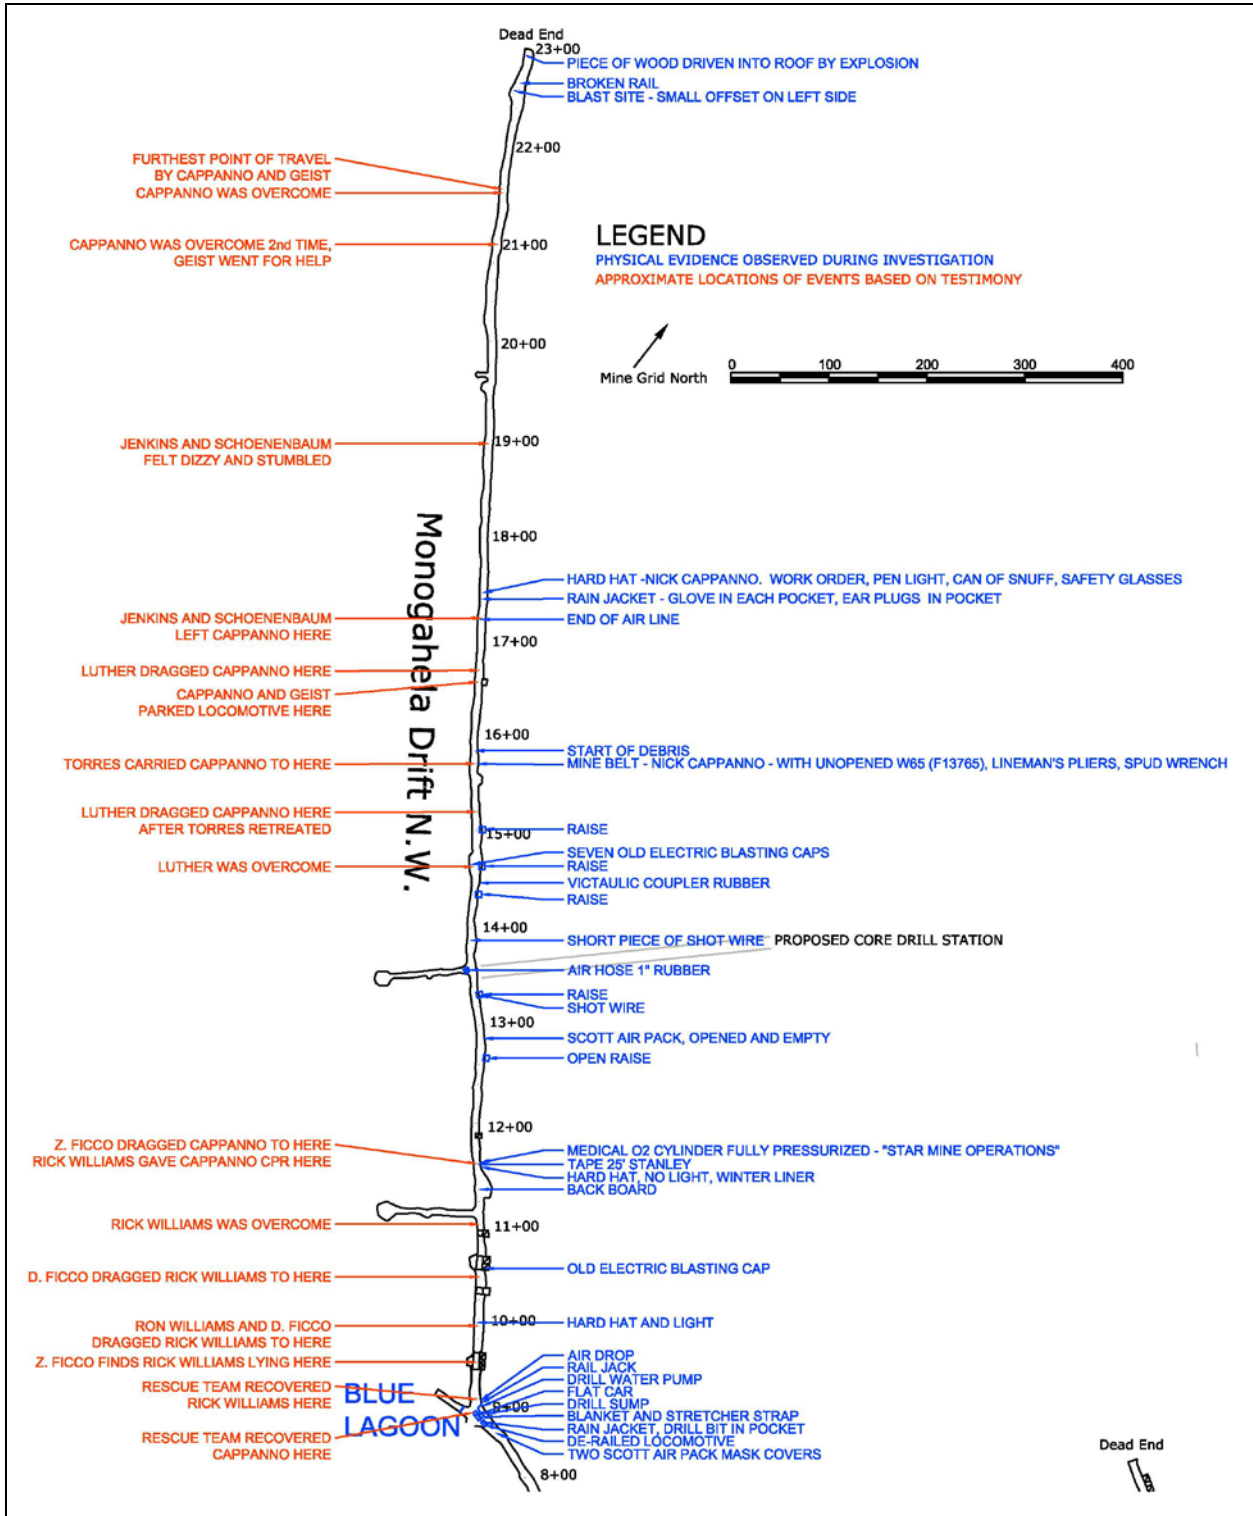 Dead End
23+00
PIECE OF WOOD DRIVEN INTO ROOF BY EXPLOSION
BROKEN RAIL
BLAST SITE - SMALL OFFSET ON LEFT SIDE
22+00
FURTHEST POINT OF TRAVEL
BY CAPPANNO AND GEIST
CAPPANNO WAS OVERCOME
CAPPANNO WAS OVERCOME 2nd TIME,
GEIST WENT FOR HELP
21+00
LEGEND
PHYSICAL EVIDENCE OBSERVED DURING INVESTIGATION
APPROXIMATE LOCATIONS OF EVENTS BASED ON TESTIMONY
20+00
Mine Grid North
0 100 200 300 400
JENKINS AND SCHOENENBAUM
FELT DIZZY AND STUMBLED
19+00
Monogahela Drift N.W.
18+00
HARD HAT -NICK CAPPANNO. WORK ORDER, PEN LIGHT, CAN OF SNUFF, SAFETY GLASSES
RAIN JACKET - GLOVE IN EACH POCKET, EAR PLUGS IN POCKET
JENKINS AND SCHOENENBAUM
LEFT CAPPANNO HERE
END OF AIR LINE
17+00
LUTHER DRAGGED CAPPANNO HERE
CAPPANNO AND GEIST
PARKED LOCOMOTIVE HERE
16+00
START OF DEBRIS
TORRES CARRIED CAPPANNO TO HERE
MINE BELT - NICK CAPPANNO - WITH UNOPENED W65 (F13765), LINEMAN'S PLIERS, SPUD WRENCH
LUTHER DRAGGED CAPPANNO HERE
AFTER TORRES RETREATED
15+00
RAISE
SEVEN OLD ELECTRIC BLASTING CAPS
LUTHER WAS OVERCOME
RAISE
VICTAULIC COUPLER RUBBER
RAISE
14+00
SHORT PIECE OF SHOT WIRE
PROPOSED CORE DRILL STATION
AIR HOSE 1" RUBBER
RAISE
SHOT WIRE
13+00
SCOTT AIR PACK, OPENED AND EMPTY
OPEN RAISE
12+00
Z. FICCO DRAGGED CAPPANNO TO HERE
RICK WILLIAMS GAVE CAPPANNO CPR HERE
MEDICAL O2 CYLINDER FULLY PRESSURIZED - "STAR MINE OPERATIONS"
TAPE 25' STANLEY
HARD HAT, NO LIGHT, WINTER LINER
BACK BOARD
RICK WILLIAMS WAS OVERCOME
11+00
OLD ELECTRIC BLASTING CAP
D. FICCO DRAGGED RICK WILLIAMS TO HERE
RON WILLIAMS AND D. FICCO
DRAGGED RICK WILLIAMS TO HERE
10+00
HARD HAT AND LIGHT
Z. FICCO FINDS RICK WILLIAMS LYING HERE
AIR DROP
RAIL JACK
DRILL WATER PUMP
FLAT CAR
DRILL SUMP
BLANKET AND STRETCHER STRAP
RAIN JACKET, DRILL BIT IN POCKET
DE-RAILED LOCOMOTIVE
TWO SCOTT AIR PACK MASK COVERS
RESCUE TEAM RECOVERED
RICK WILLIAMS HERE
BLUE
LAGOON
9+00
RESCUE TEAM RECOVERED
CAPPANNO HERE
8+00
Dead End